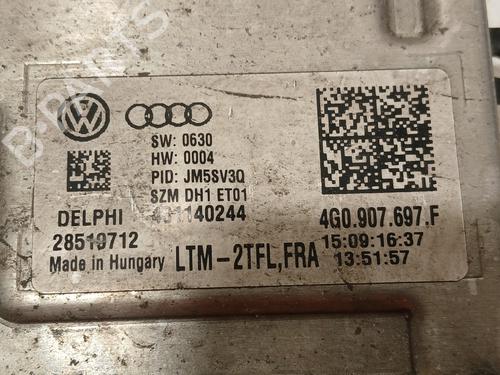 B-PARTS
SW: 0630
HW: 0004
PID: JM5SV3Q
SZM DH1 ET01
DELPHI
28519712
Made in Hungary
LTM-2TFL,FRA
4G0.907.697.F
15:09:16:37
13:51:57